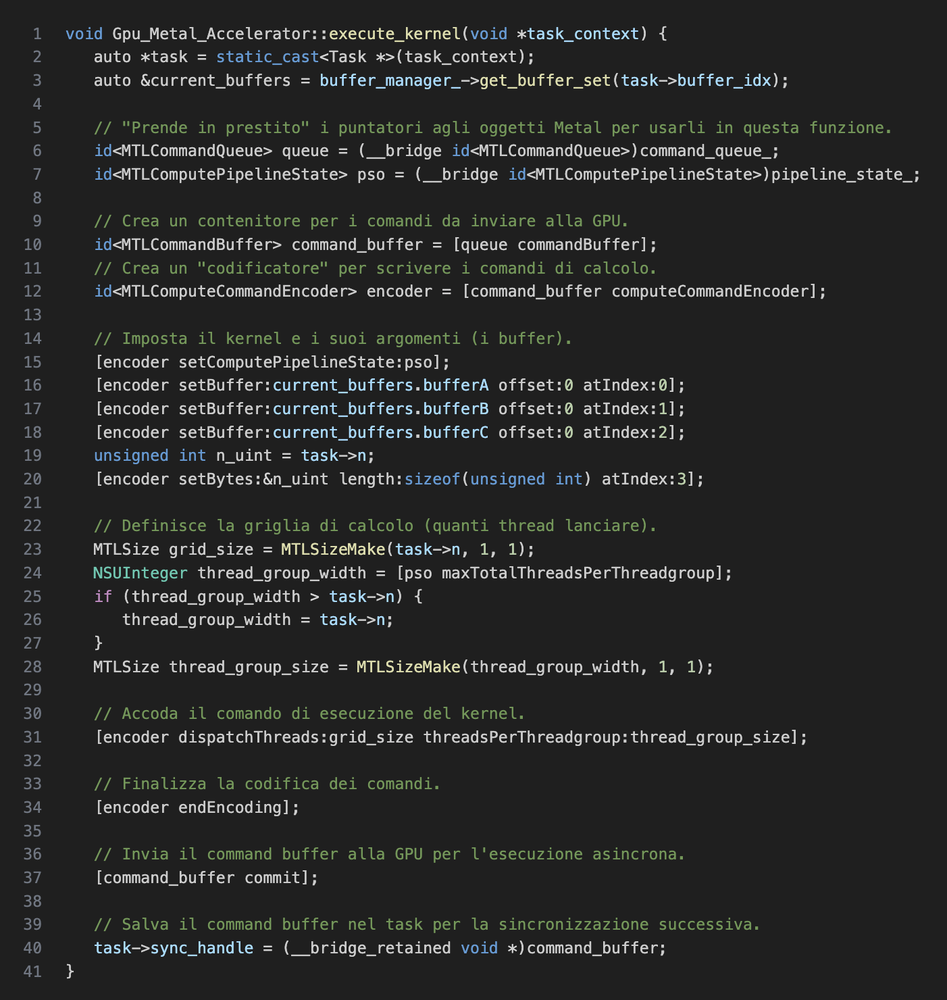 1 void Gpu_Metal_Accelerator::execute_kernel(void *task_context) {
2 auto *task = static_cast<Task *>(task_context);
3 auto &current_buffers = buffer_manager_->get_buffer_set(task->buffer_idx);
4
5 // "Prende in prestito" i puntatori agli oggetti Metal per usarli in questa funzione.
6 id<MTLCommandQueue> queue = (__bridge id<MTLCommandQueue>)command_queue_;
7 id<MTLComputePipelineState> pso = (__bridge id<MTLComputePipelineState>)pipeline_state_;
8
9 // Crea un contenitore per i comandi da inviare alla GPU.
10 id<MTLCommandBuffer> command_buffer = [queue commandBuffer];
11 // Crea un "codificatore" per scrivere i comandi di calcolo.
12 id<MTLComputeCommandEncoder> encoder = [command_buffer computeCommandEncoder];
13
14 // Imposta il kernel e i suoi argomenti (i buffer).
15 [encoder setComputePipelineState:pso];
16 [encoder setBuffer:current_buffers.bufferA offset:0 atIndex:0];
17 [encoder setBuffer:current_buffers.bufferB offset:0 atIndex:1];
18 [encoder setBuffer:current_buffers.bufferC offset:0 atIndex:2];
19 unsigned int n_uint = task->n;
20 [encoder setBytes:&n_uint length:sizeof(unsigned int) atIndex:3];
21
22 // Definisce la griglia di calcolo (quanti thread lanciare).
23 MTLSize grid_size = MTLSizeMake(task->n, 1, 1);
24 NSUInteger thread_group_width = [pso maxTotalThreadsPerThreadgroup];
25 if (thread_group_width > task->n) {
26 thread_group_width = task->n;
27 }
28 MTLSize thread_group_size = MTLSizeMake(thread_group_width, 1, 1);
29
30 // Accoda il comando di esecuzione del kernel.
31 [encoder dispatchThreads:grid_size threadsPerThreadgroup:thread_group_size];
32
33 // Finalizza la codifica dei comandi.
34 [encoder endEncoding];
35
36 // Invia il command buffer alla GPU per l'esecuzione asincrona.
37 [command_buffer commit];
38
39 // Salva il command buffer nel task per la sincronizzazione successiva.
40 task->sync_handle = (__bridge_retained void *)command_buffer;
41 }